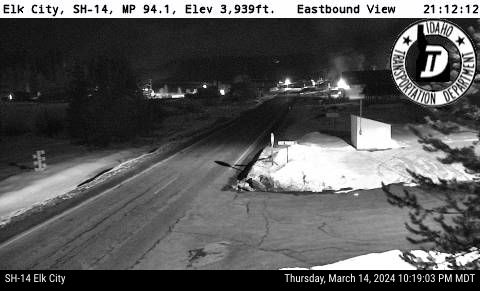 Elk City, SH-14, MP 94.1, Elev 3,939ft. Eastbound View 21:12:12
IDAHO
TRANSPORTATION DEPARTMENT
SH-14 Elk City Thursday, March 14, 2024 10:19:03 PM MDT